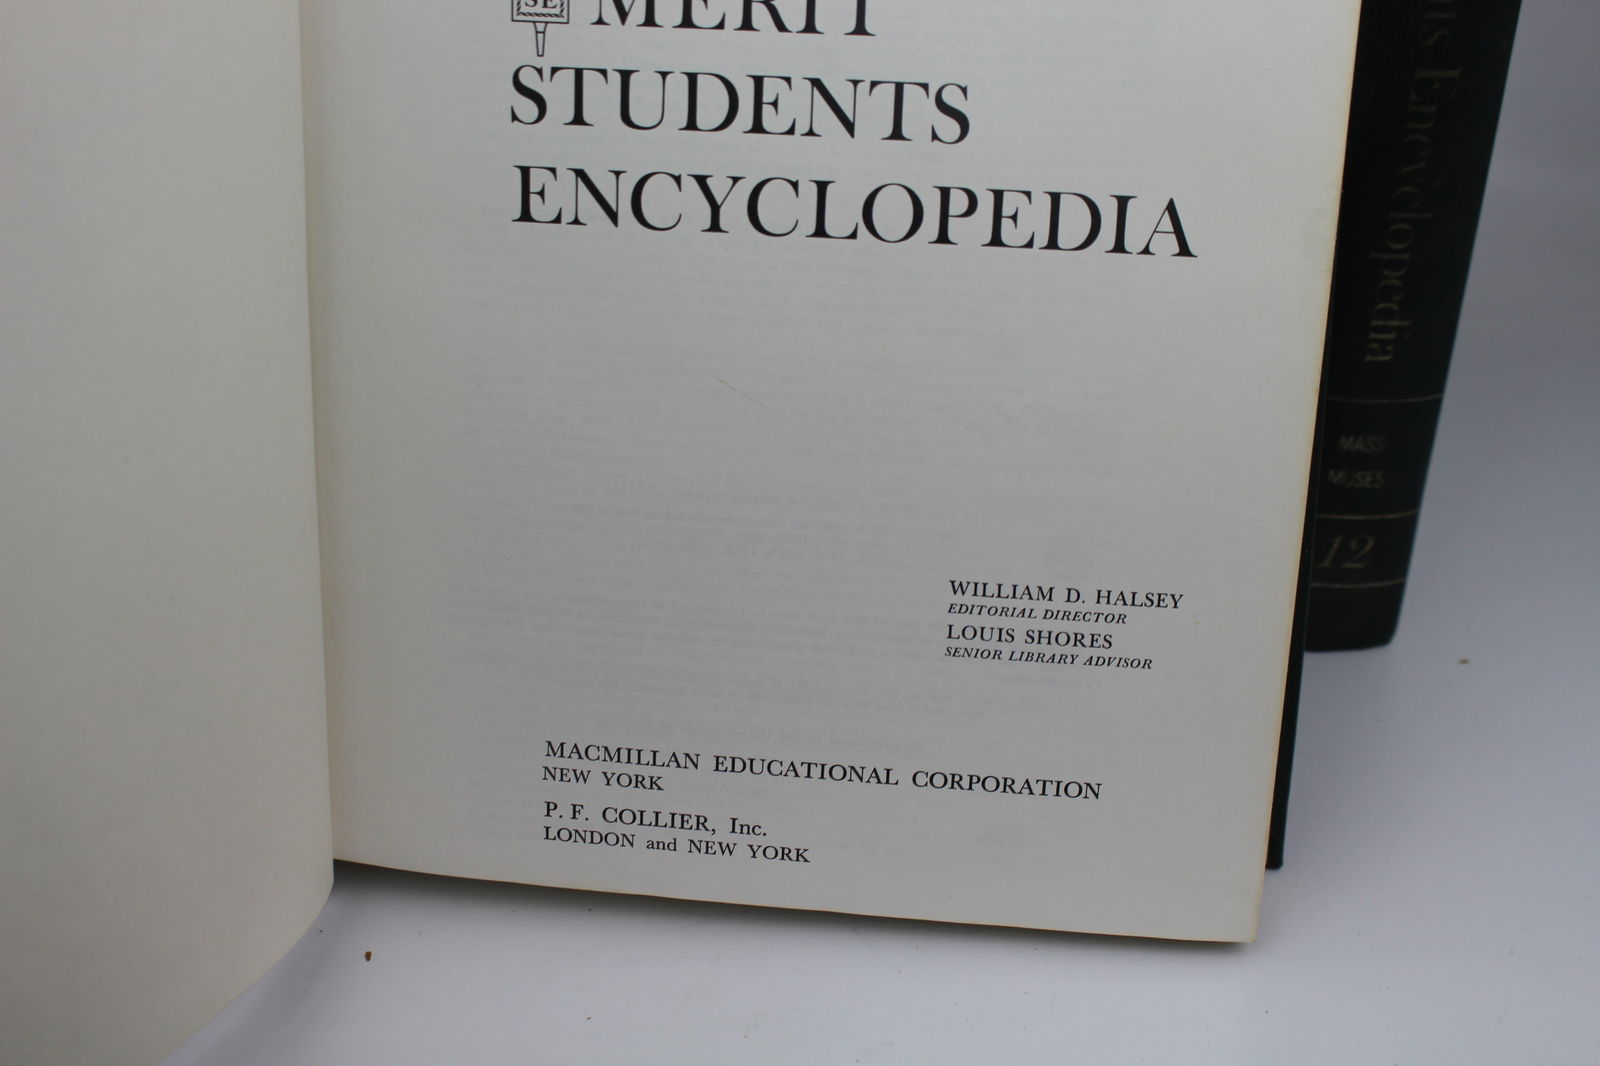 SE
MERIT
STUDENTS
ENCYCLOPEDIA
WILLIAM D. HALSEY
EDITORIAL DIRECTOR
LOUIS SHORES
SENIOR LIBRARY ADVISOR
MACMILLAN EDUCATIONAL CORPORATION
NEW YORK
P. F. COLLIER, Inc.
LONDON and NEW YORK
Encyclopedia
MASS
MUSES
12